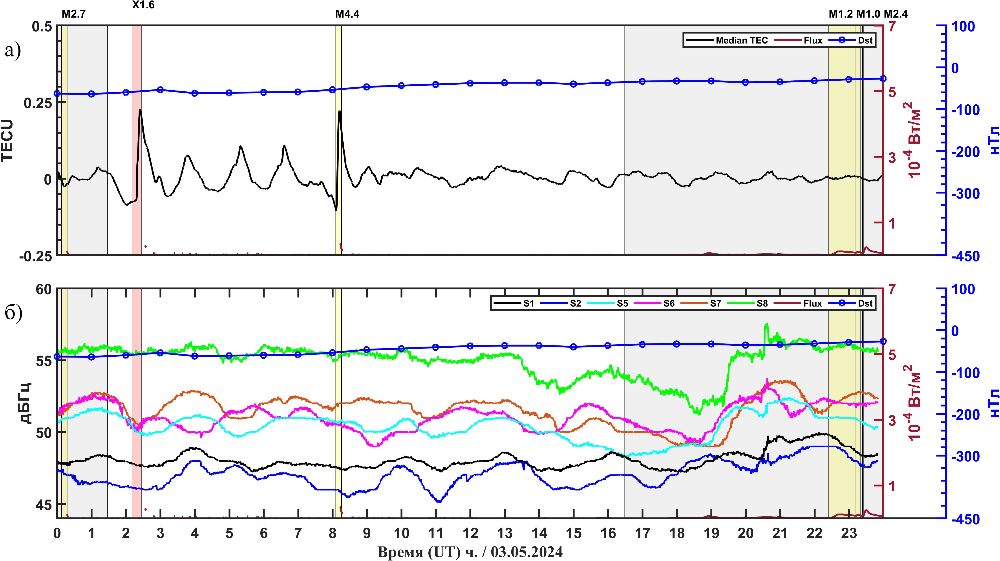 X1.6
M2.7 M4.4 M1.2 M1.0 M2.4
а)
0.5
0.25
0
-0.25
TECU
Median TEC Flux Dst
7
5
3
1
10-4 Вт/м2
100
0
-100
-200
-300
-450
нТл
б)
60
55
50
45
дБГц
S1 S2 S5 S6 S7 S8 Flux Dst
7
5
3
1
10-4 Вт/м2
100
0
-100
-200
-300
-450
нТл
0 1 2 3 4 5 6 7 8 9 10 11 12 13 14 15 16 17 18 19 20 21 22 23
Время (UT) ч. / 03.05.2024